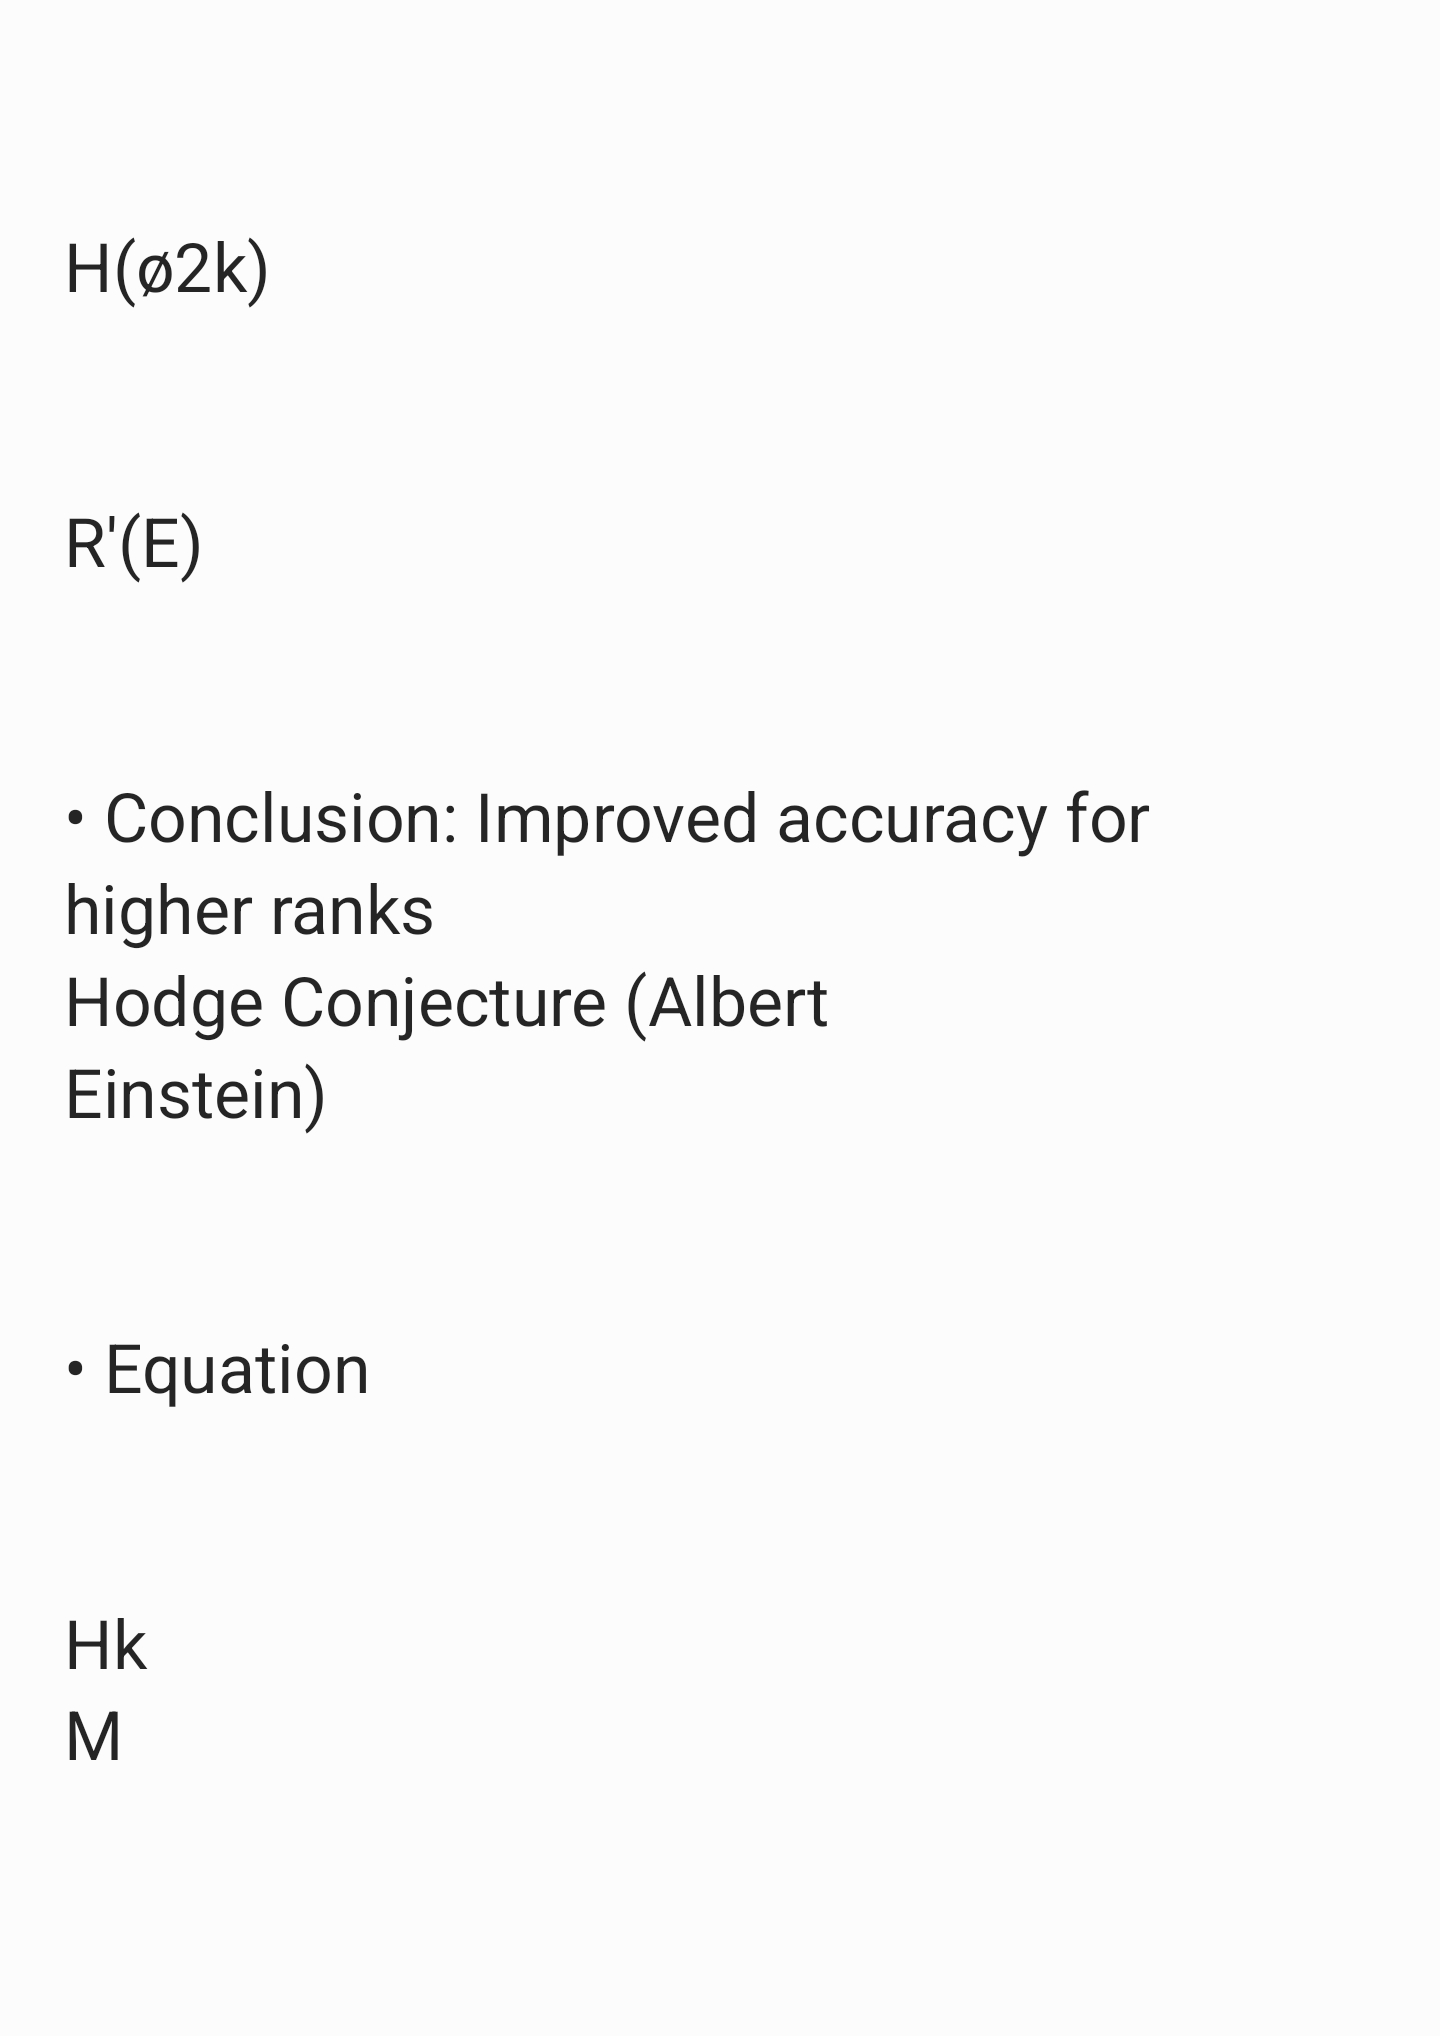 H(ø2k)
R'(E)
• Conclusion: Improved accuracy for
higher ranks
Hodge Conjecture (Albert
Einstein)
• Equation
Hk
M